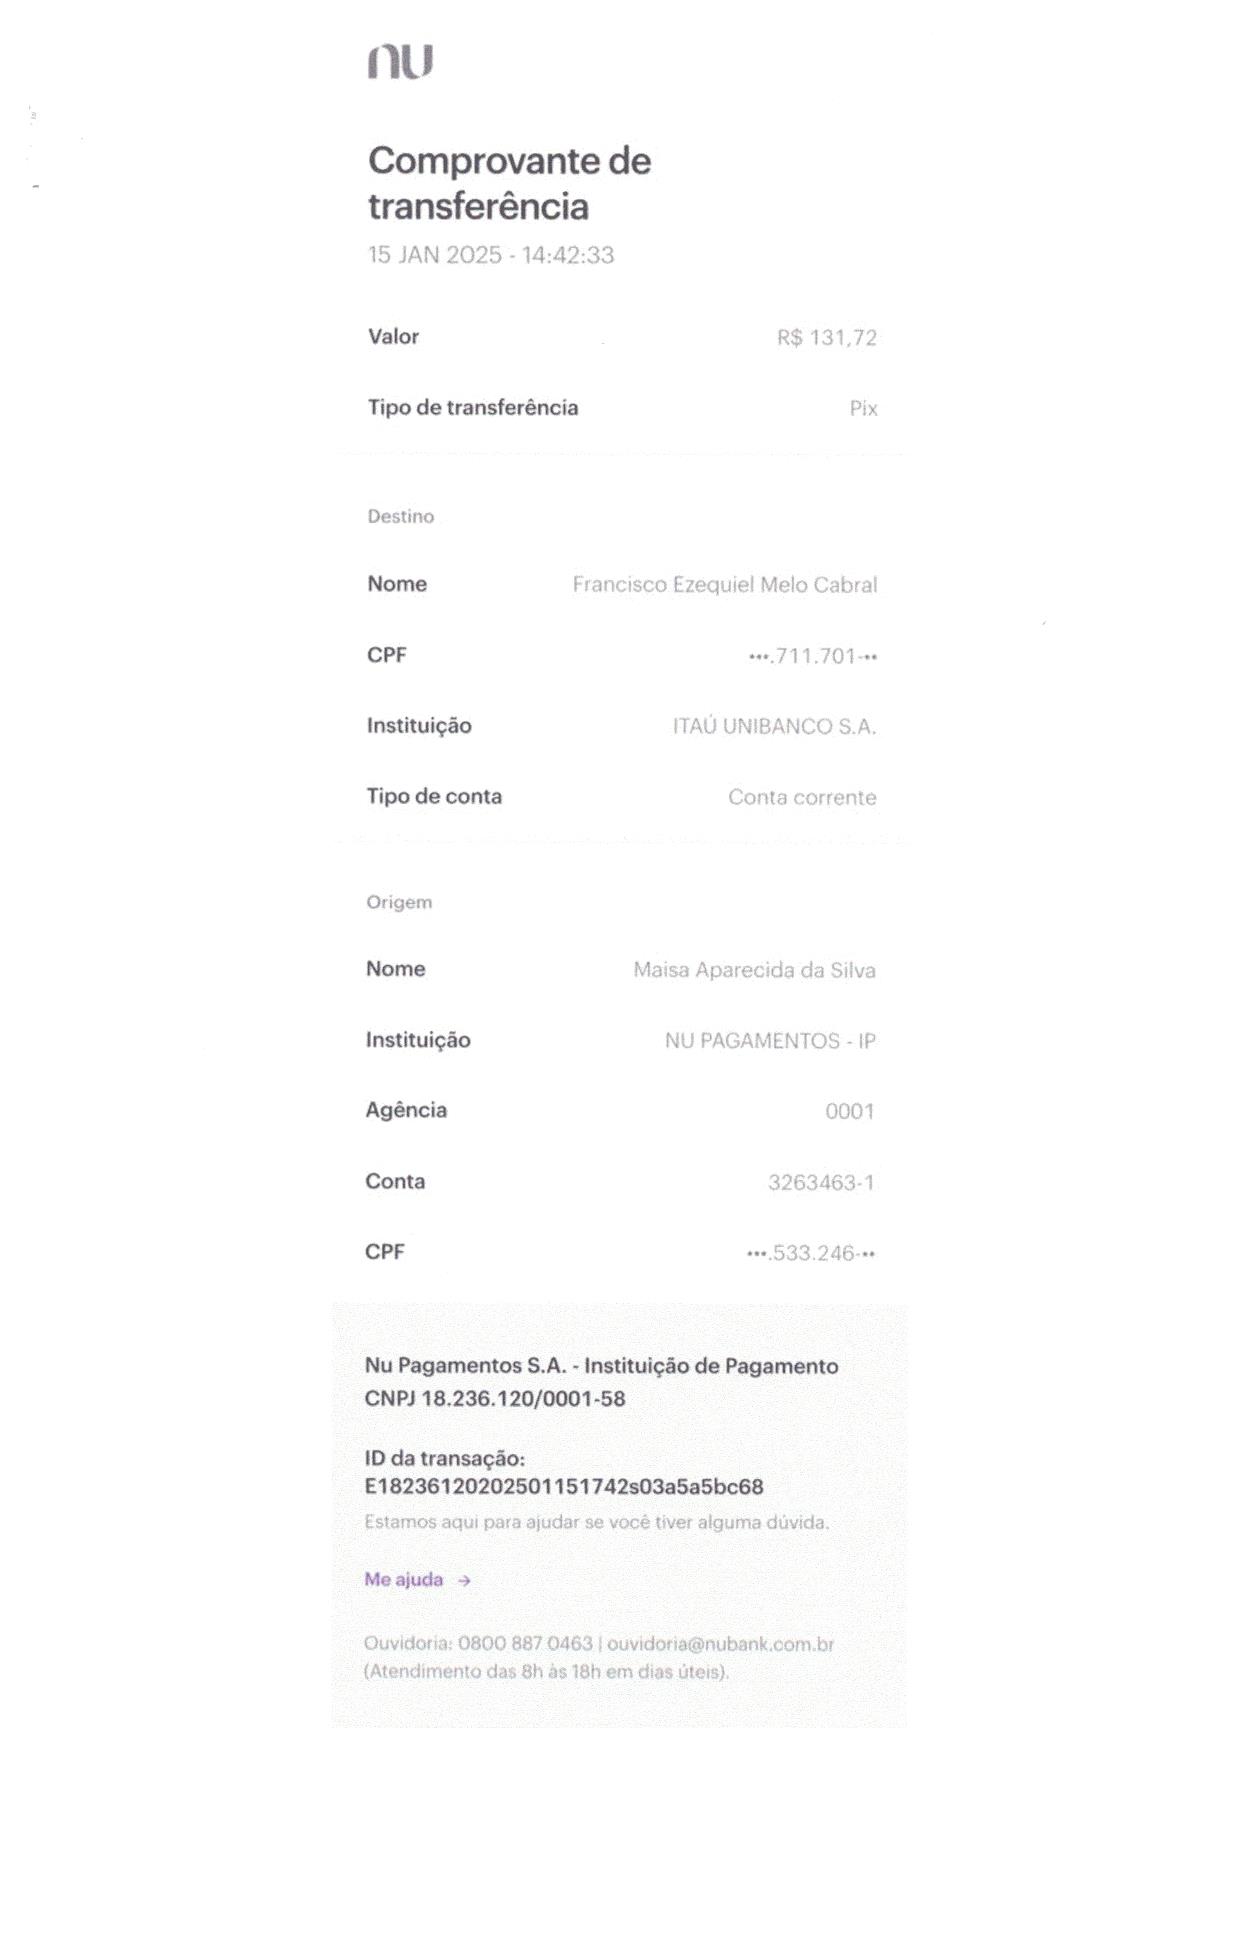 nu
Comprovante de
transferência
15 JAN 2025 - 14:42:33
Valor R$ 131,72
Tipo de transferência Pix
Destino
Nome Francisco Ezequiel Melo Cabral
CPF •••.711.701-••
Instituição ITAÚ UNIBANCO S.A.
Tipo de conta Conta corrente
Origem
Nome Maisa Aparecida da Silva
Instituição NU PAGAMENTOS - IP
Agência 0001
Conta 3263463-1
CPF •••.533.246-••
Nu Pagamentos S.A. - Instituição de Pagamento
CNPJ 18.236.120/0001-58
ID da transação:
E18236120202501151742s03a5a5bc68
Estamos aqui para ajudar se você tiver alguma dúvida.
Me ajuda →
Ouvidoria: 0800 887 0463 | ouvidoria@nubank.com.br
(Atendimento das 8h às 18h em dias úteis).